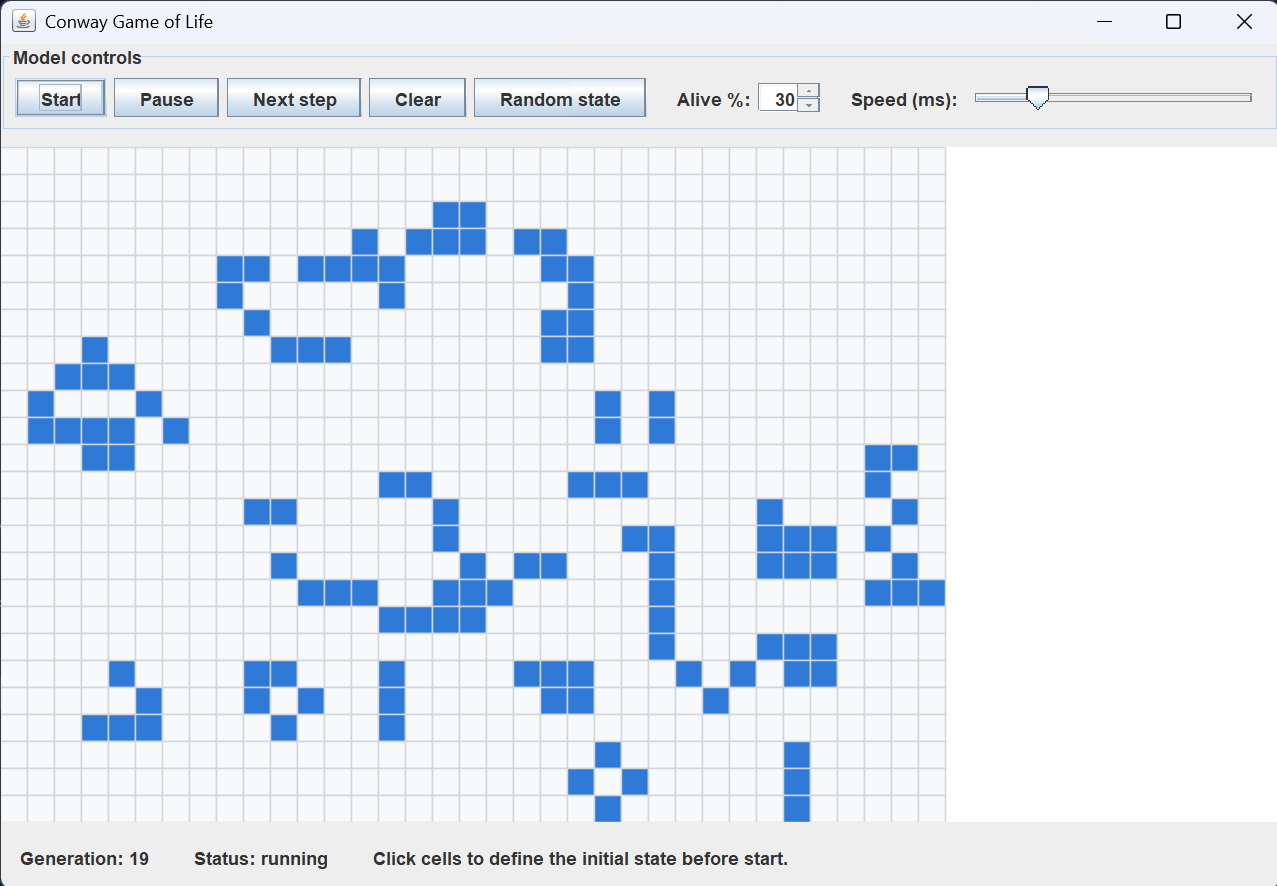 Conway Game of Life
Model controls
Start Pause Next step Clear Random state Alive %: 30 Speed (ms):
Generation: 19 Status: running Click cells to define the initial state before start.